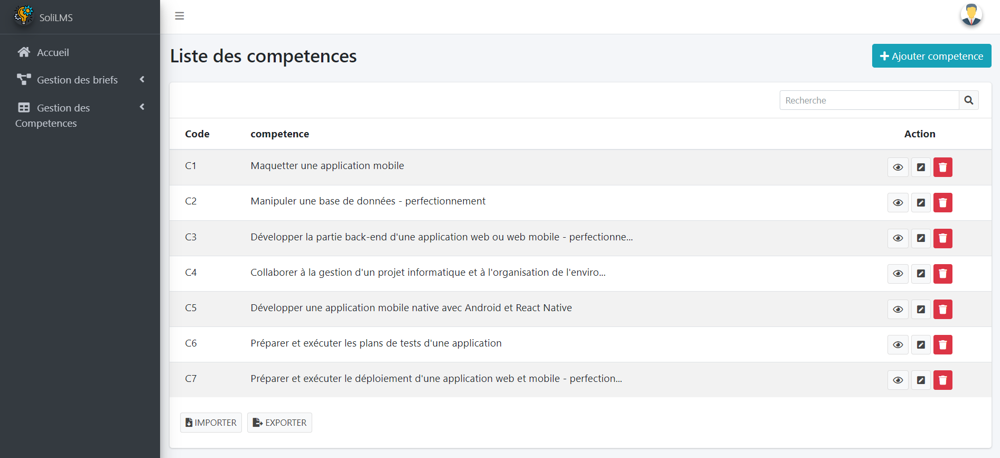 SoliLMS
Accueil
Gestion des briefs
Gestion des
Competences
Liste des competences
Ajouter competence
Recherche
Code competence Action
C1 Maquetter une application mobile
C2 Manipuler une base de données - perfectionnement
C3 Développer la partie back-end d'une application web ou web mobile - perfectionne...
C4 Collaborer à la gestion d'un projet informatique et à l'organisation de l'enviro...
C5 Développer une application mobile native avec Android et React Native
C6 Préparer et exécuter les plans de tests d'une application
C7 Préparer et exécuter le déploiement d'une application web et mobile - perfection...
IMPORTER EXPORTER